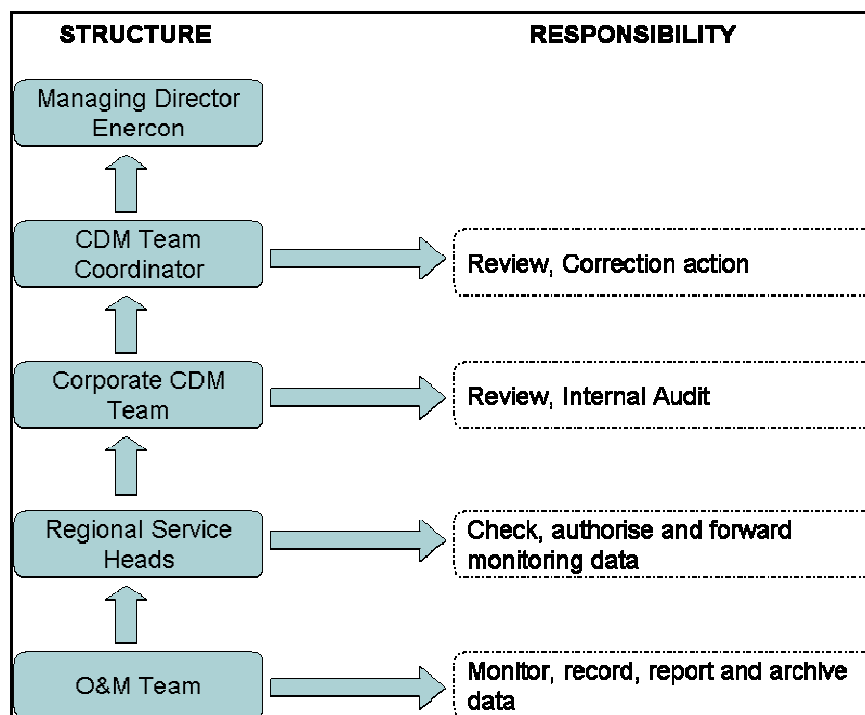 STRUCTURE
RESPONSIBILITY
Managing Director
Enercon
CDM Team
Coordinator
Review, Correction action
Corporate CDM
Team
Review, Internal Audit
Regional Service
Heads
Check, authorise and forward
monitoring data
O&M Team
Monitor, record, report and archive
data